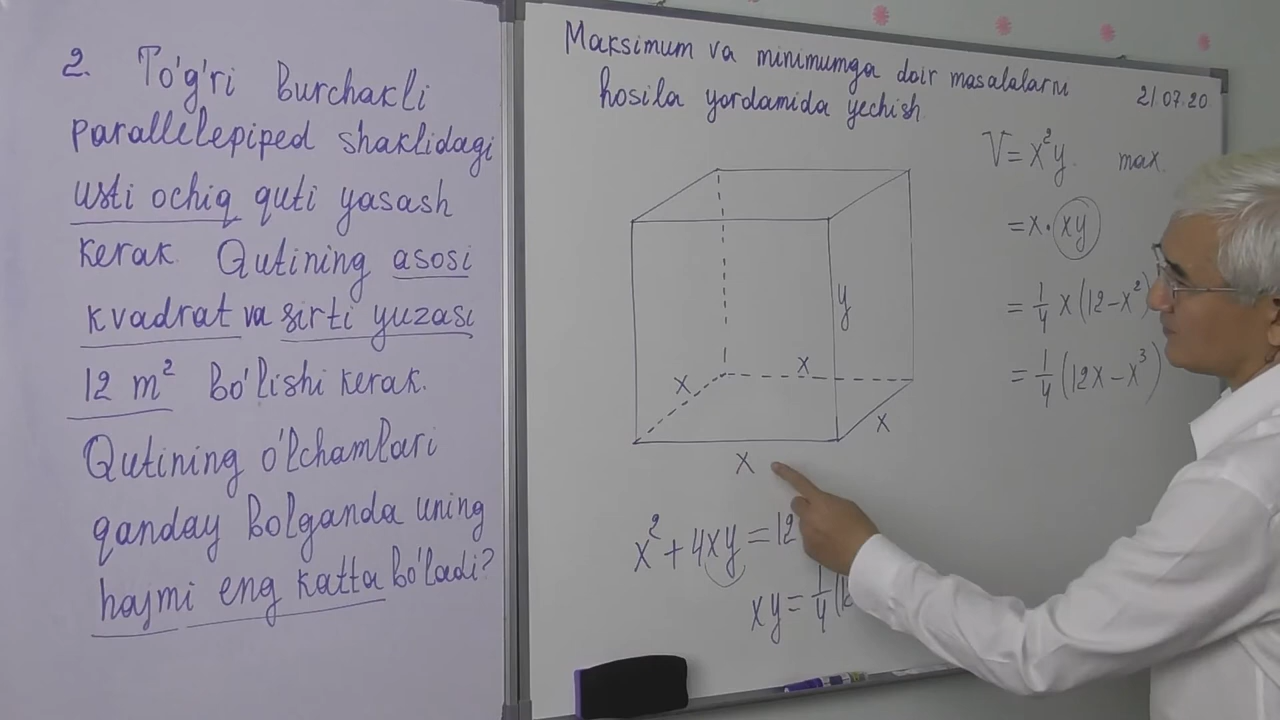 2. To'g'ri burchakli
parallelepiped shaklidagi
usti ochiq quti yasash
kerak. Qutining asosi
kvadrat va sirti yuzasi
12 m² bo'lishi kerak.
Qutining o'lchamlari
qanday bolganda uning
hajmi eng katta bo'ladi?
Maksimum va minimumga doir masalalarni
hosila yordamida yechish.
21.07.20
V = x²y. max.
= x·xy
= 1/4 x(12-x²)
= 1/4 (12x-x³)
y
x
x
x
x
x² + 4xy = 12
xy = 1/4 (